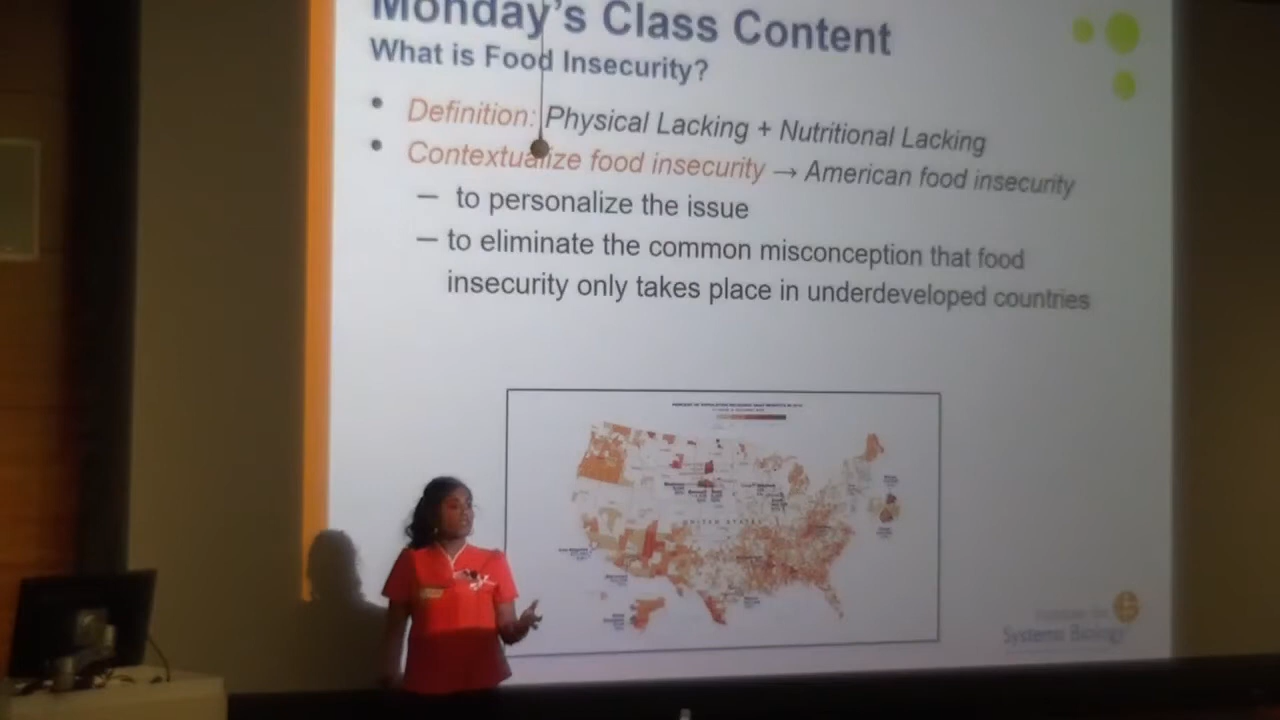 Monday's Class Content
What is Food Insecurity?
• Definition: Physical Lacking + Nutritional Lacking
• Contextualize food insecurity → American food insecurity
– to personalize the issue
– to eliminate the common misconception that food
insecurity only takes place in underdeveloped countries
UNITED STATES
Systems Biology